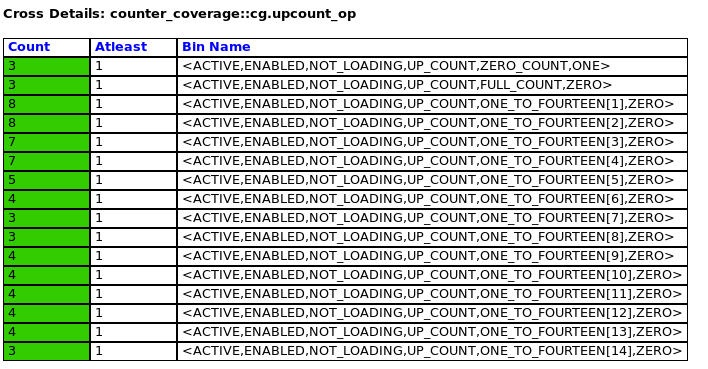 Cross Details: counter_coverage::cg.upcount_op
Count Atleast Bin Name
3 1 <ACTIVE,ENABLED,NOT_LOADING,UP_COUNT,ZERO_COUNT,ONE>
3 1 <ACTIVE,ENABLED,NOT_LOADING,UP_COUNT,FULL_COUNT,ZERO>
8 1 <ACTIVE,ENABLED,NOT_LOADING,UP_COUNT,ONE_TO_FOURTEEN[1],ZERO>
8 1 <ACTIVE,ENABLED,NOT_LOADING,UP_COUNT,ONE_TO_FOURTEEN[2],ZERO>
7 1 <ACTIVE,ENABLED,NOT_LOADING,UP_COUNT,ONE_TO_FOURTEEN[3],ZERO>
7 1 <ACTIVE,ENABLED,NOT_LOADING,UP_COUNT,ONE_TO_FOURTEEN[4],ZERO>
5 1 <ACTIVE,ENABLED,NOT_LOADING,UP_COUNT,ONE_TO_FOURTEEN[5],ZERO>
4 1 <ACTIVE,ENABLED,NOT_LOADING,UP_COUNT,ONE_TO_FOURTEEN[6],ZERO>
3 1 <ACTIVE,ENABLED,NOT_LOADING,UP_COUNT,ONE_TO_FOURTEEN[7],ZERO>
3 1 <ACTIVE,ENABLED,NOT_LOADING,UP_COUNT,ONE_TO_FOURTEEN[8],ZERO>
4 1 <ACTIVE,ENABLED,NOT_LOADING,UP_COUNT,ONE_TO_FOURTEEN[9],ZERO>
4 1 <ACTIVE,ENABLED,NOT_LOADING,UP_COUNT,ONE_TO_FOURTEEN[10],ZERO>
4 1 <ACTIVE,ENABLED,NOT_LOADING,UP_COUNT,ONE_TO_FOURTEEN[11],ZERO>
4 1 <ACTIVE,ENABLED,NOT_LOADING,UP_COUNT,ONE_TO_FOURTEEN[12],ZERO>
4 1 <ACTIVE,ENABLED,NOT_LOADING,UP_COUNT,ONE_TO_FOURTEEN[13],ZERO>
3 1 <ACTIVE,ENABLED,NOT_LOADING,UP_COUNT,ONE_TO_FOURTEEN[14],ZERO>